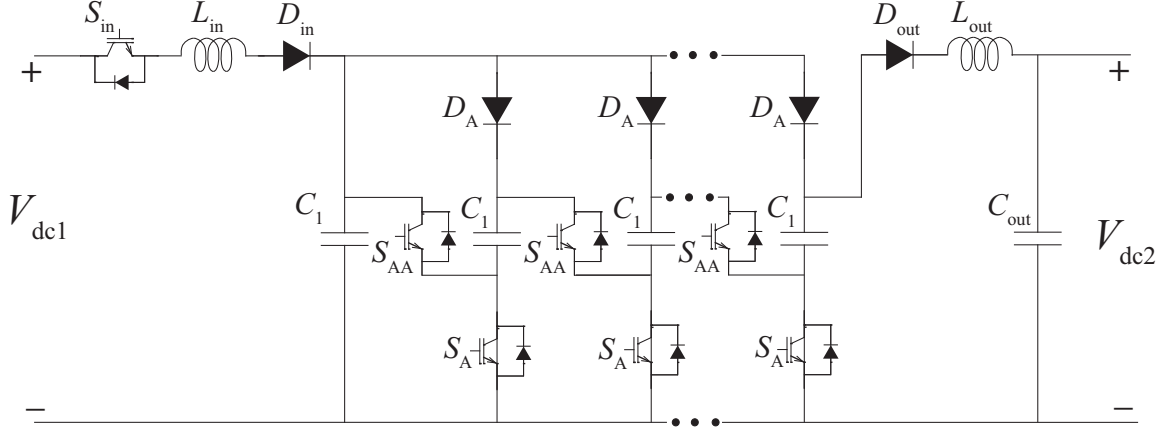 S_in L_in D_in D_out L_out
+ +
D_A D_A D_A
V_dc1 C_1 S_AA C_1 S_AA C_1 S_AA C_1 C_out V_dc2
S_A S_A S_A
− −